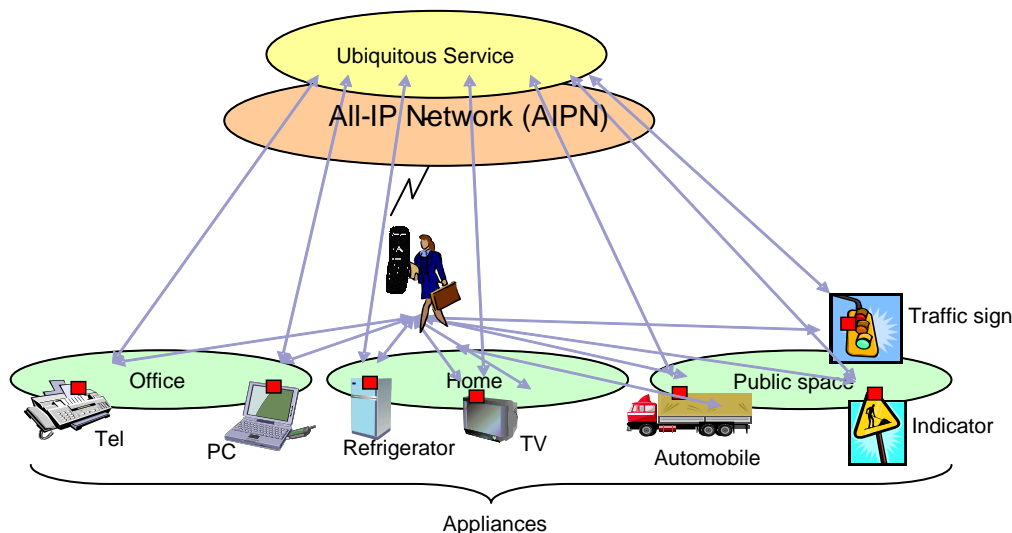 Ubiquitous Service
All-IP Network (AIPN)
Traffic sign
Office
Home
Public space
Tel
PC
Refrigerator
TV
Automobile
Indicator
Appliances